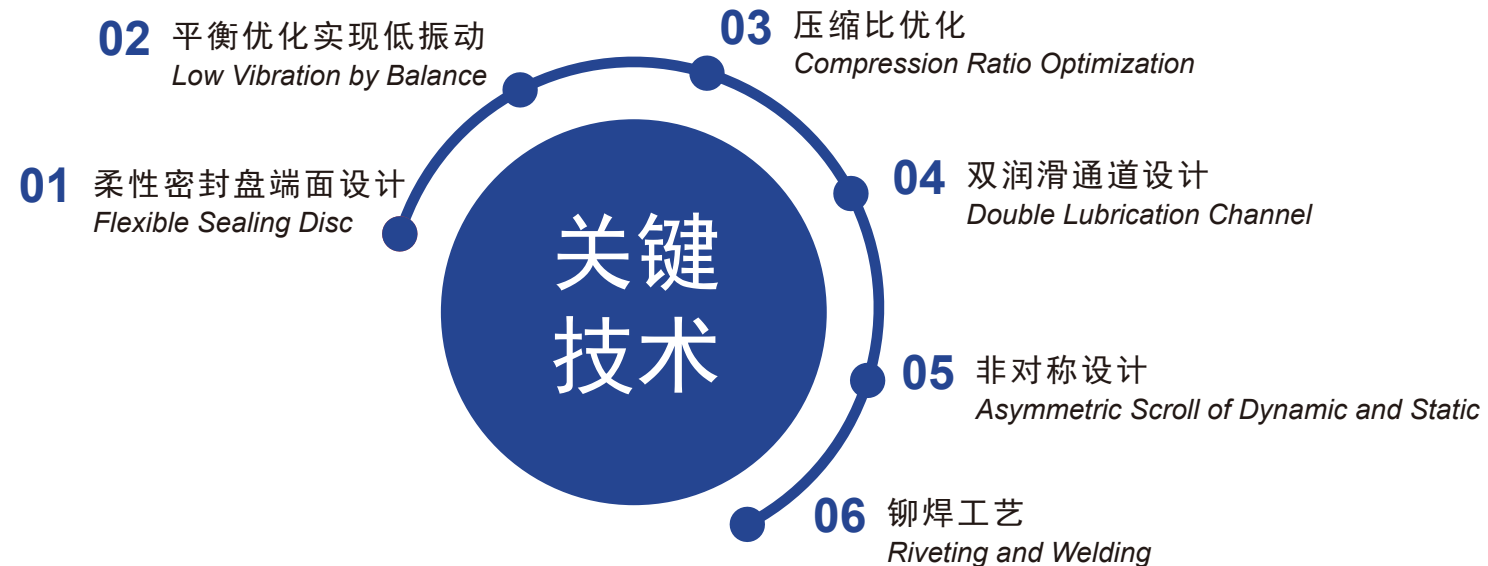 01 柔性密封盘端面设计
Flexible Sealing Disc
02 平衡优化实现低振动
Low Vibration by Balance
03 压缩比优化
Compression Ratio Optimization
04 双润滑通道设计
Double Lubrication Channel
05 非对称设计
Asymmetric Scroll of Dynamic and Static
06 铆焊工艺
Riveting and Welding
关键
技术